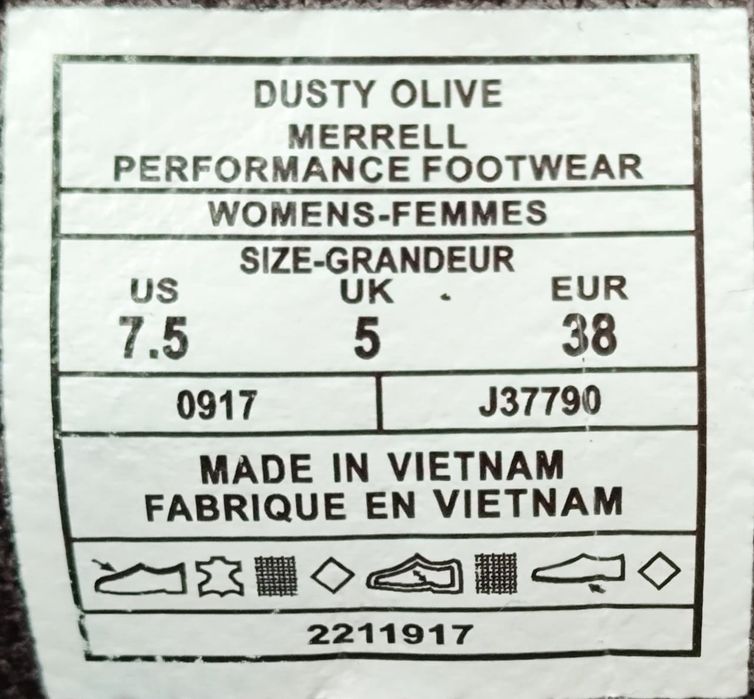 DUSTY OLIVE
MERRELL
PERFORMANCE FOOTWEAR
WOMENS-FEMMES
SIZE-GRANDEUR
US UK EUR
7.5 5 38
0917 J37790
MADE IN VIETNAM
FABRIQUE EN VIETNAM
2211917